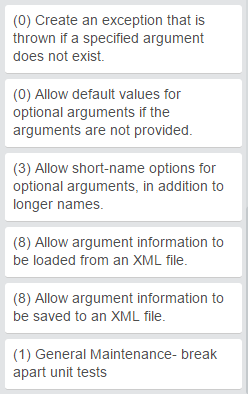 (0) Create an exception that is
thrown if a specified argument
does not exist.
(0) Allow default values for
optional arguments if the
arguments are not provided.
(3) Allow short-name options for
optional arguments, in addition to
longer names.
(8) Allow argument information to
be loaded from an XML file.
(8) Allow argument information to
be saved to an XML file.
(1) General Maintenance- break
apart unit tests